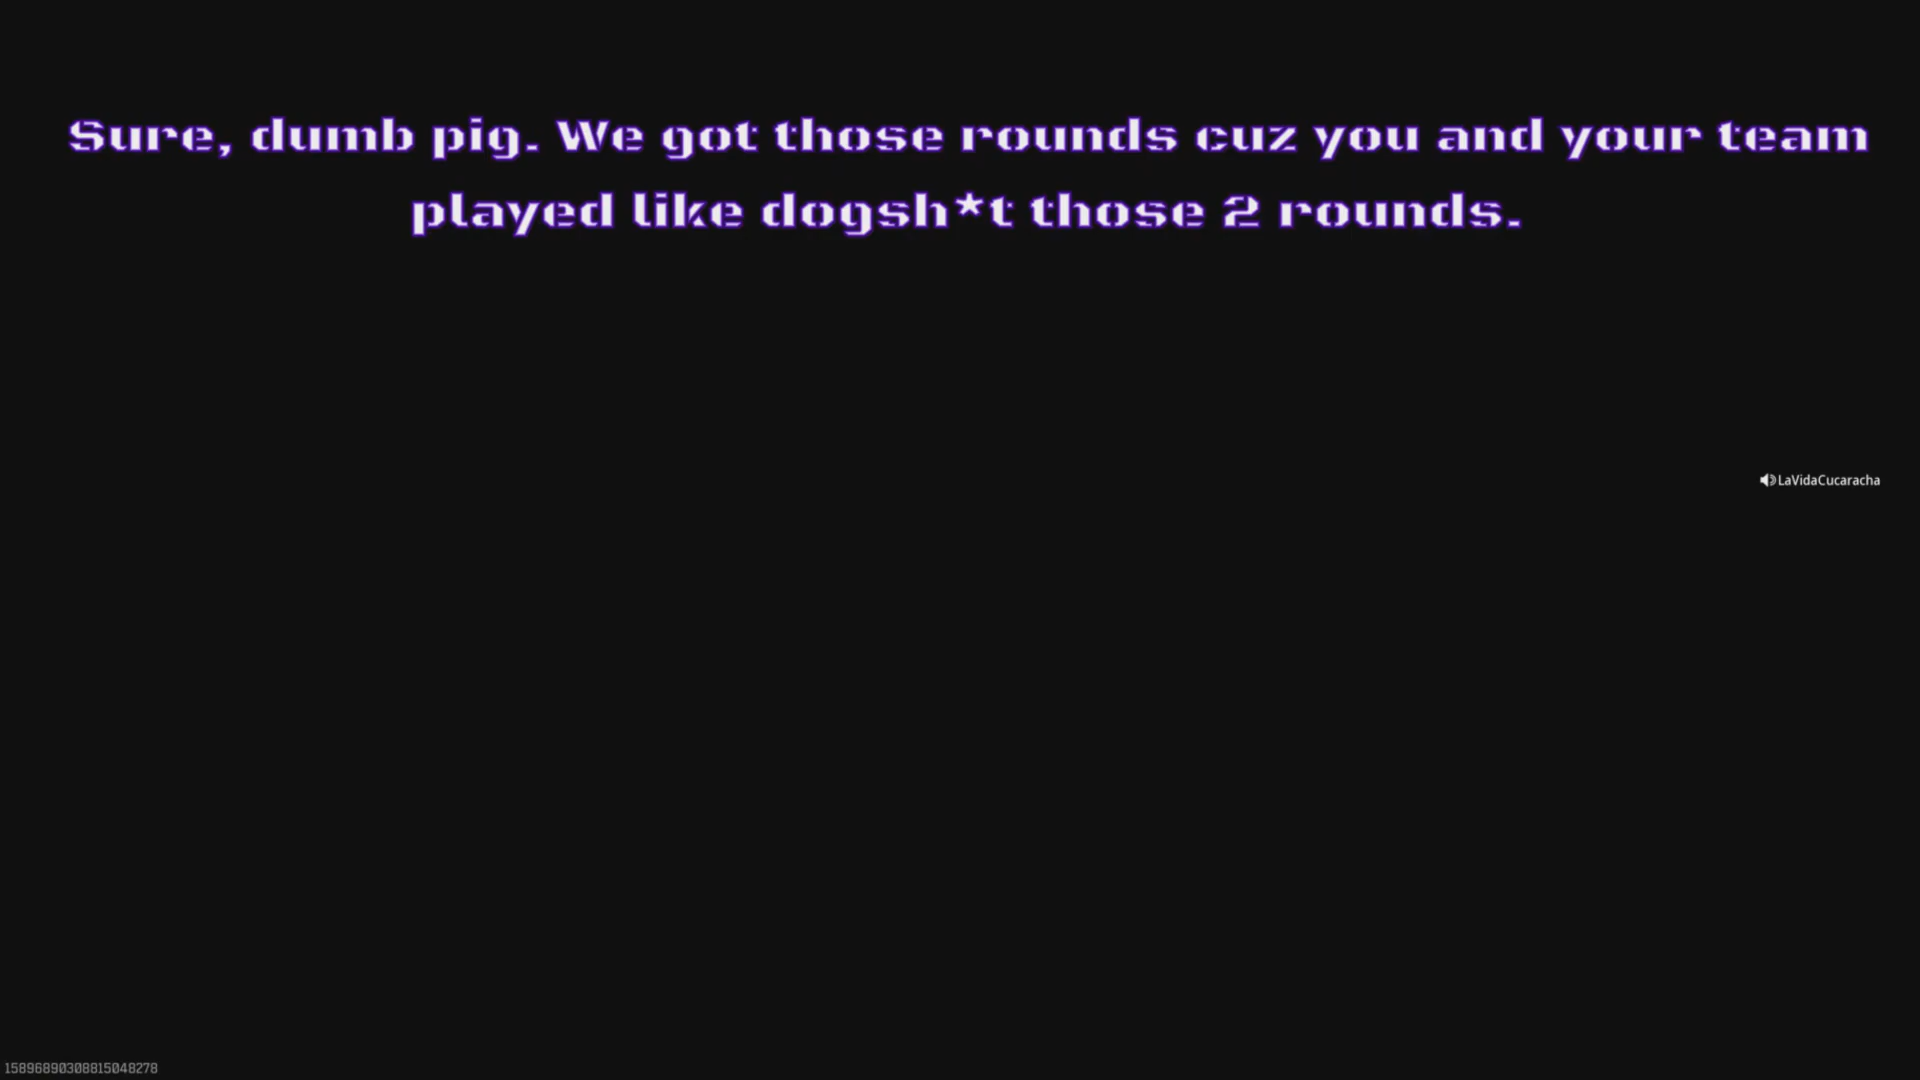 Sure, dumb pig. We got those rounds cuz you and your team
played like dogsh*t those 2 rounds.
LaVidaCucaracha
15896890308815048278